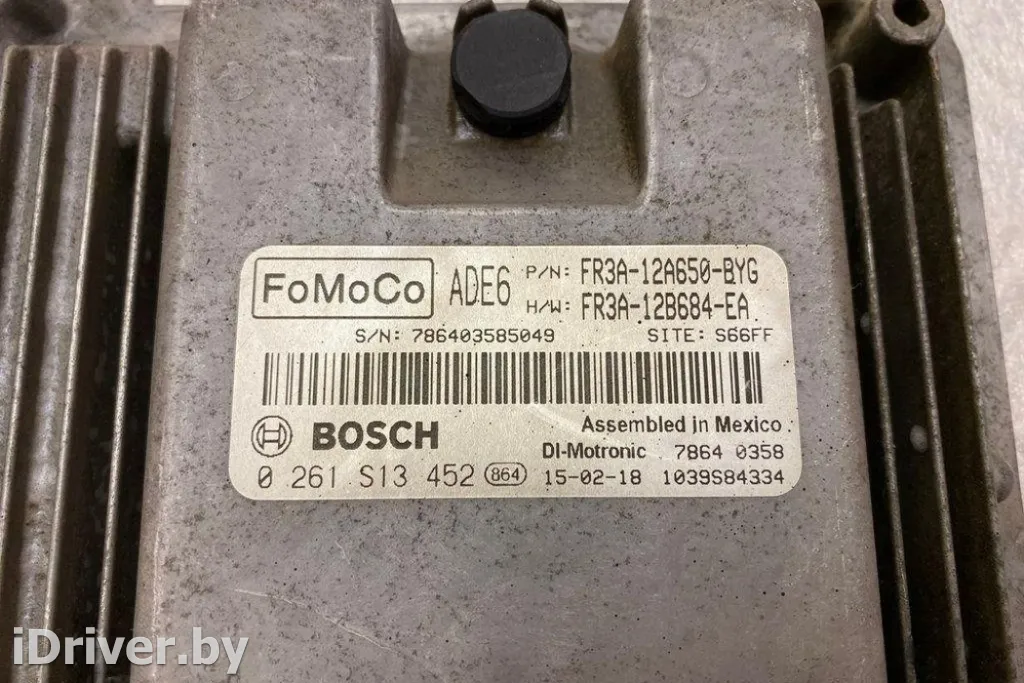 FoMoCo ADE6 P/N: FR3A-12A650-BYG
H/W: FR3A-12B684-EA
S/N: 786403585049 SITE: S66FF
BOSCH Assembled in Mexico
DI-Motronic 7864 0358
0 261 S13 452 864 15-02-18 1039S84334
iDriver.by